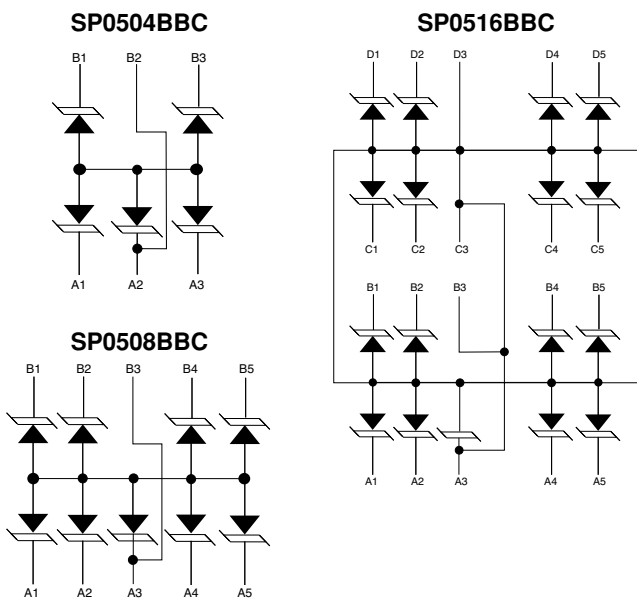 SP0504BBC
B1 B2 B3
A1 A2 A3
SP0508BBC
B1 B2 B3 B4 B5
A1 A2 A3 A4 A5
SP0516BBC
D1 D2 D3 D4 D5
C1 C2 C3 C4 C5
B1 B2 B3 B4 B5
A1 A2 A3 A4 A5